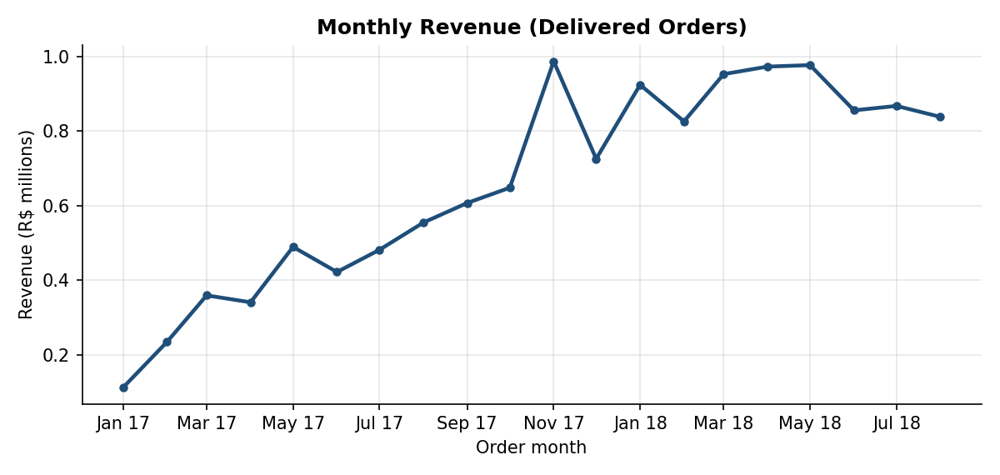 Monthly Revenue (Delivered Orders)
Revenue (R$ millions)
1.0
0.8
0.6
0.4
0.2
Jan 17 Mar 17 May 17 Jul 17 Sep 17 Nov 17 Jan 18 Mar 18 May 18 Jul 18
Order month